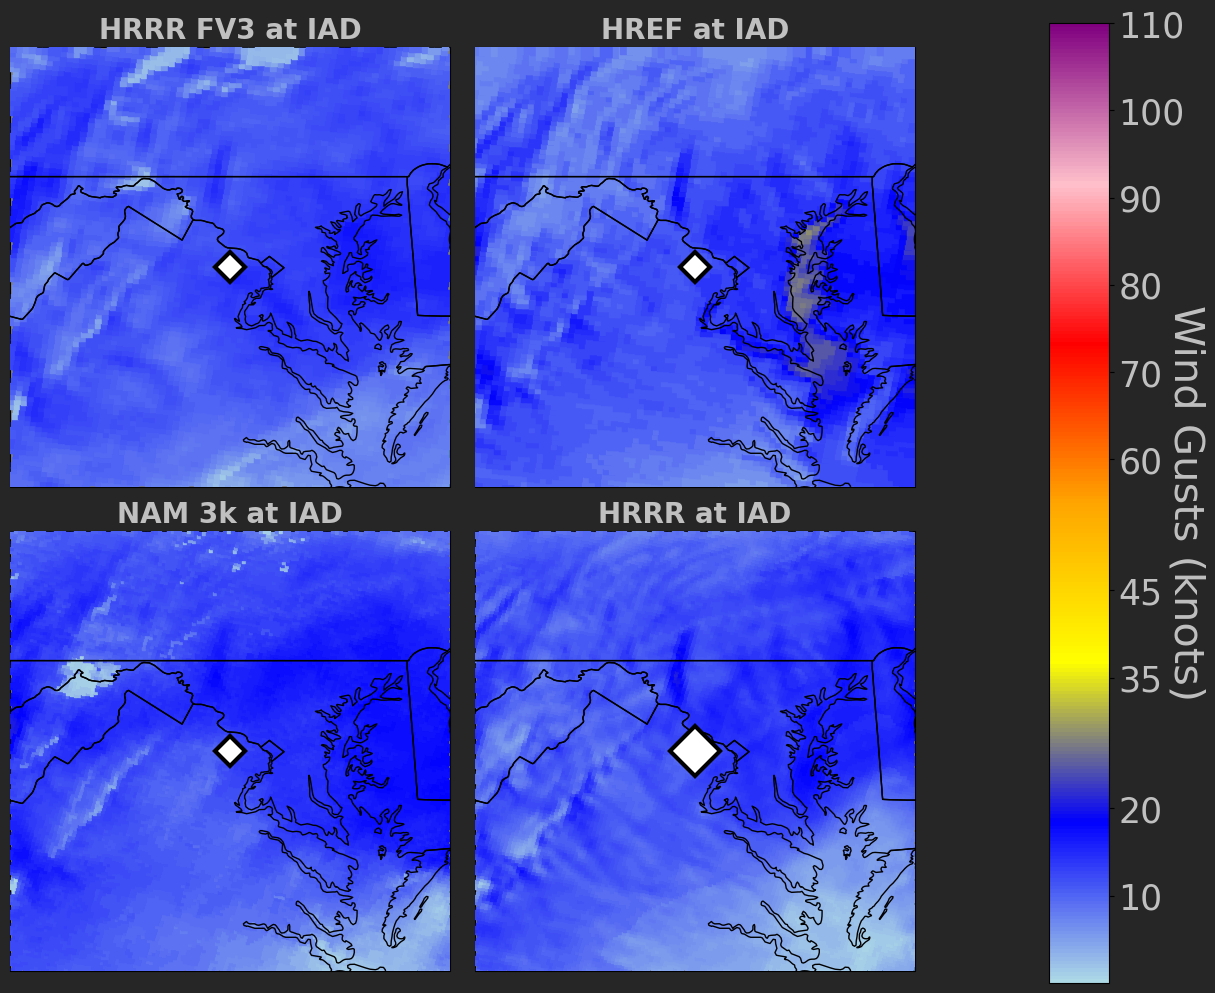 HRRR FV3 at IAD
HREF at IAD
NAM 3k at IAD
HRRR at IAD
110
100
90
80
70
60
45
35
20
10
Wind Gusts (knots)